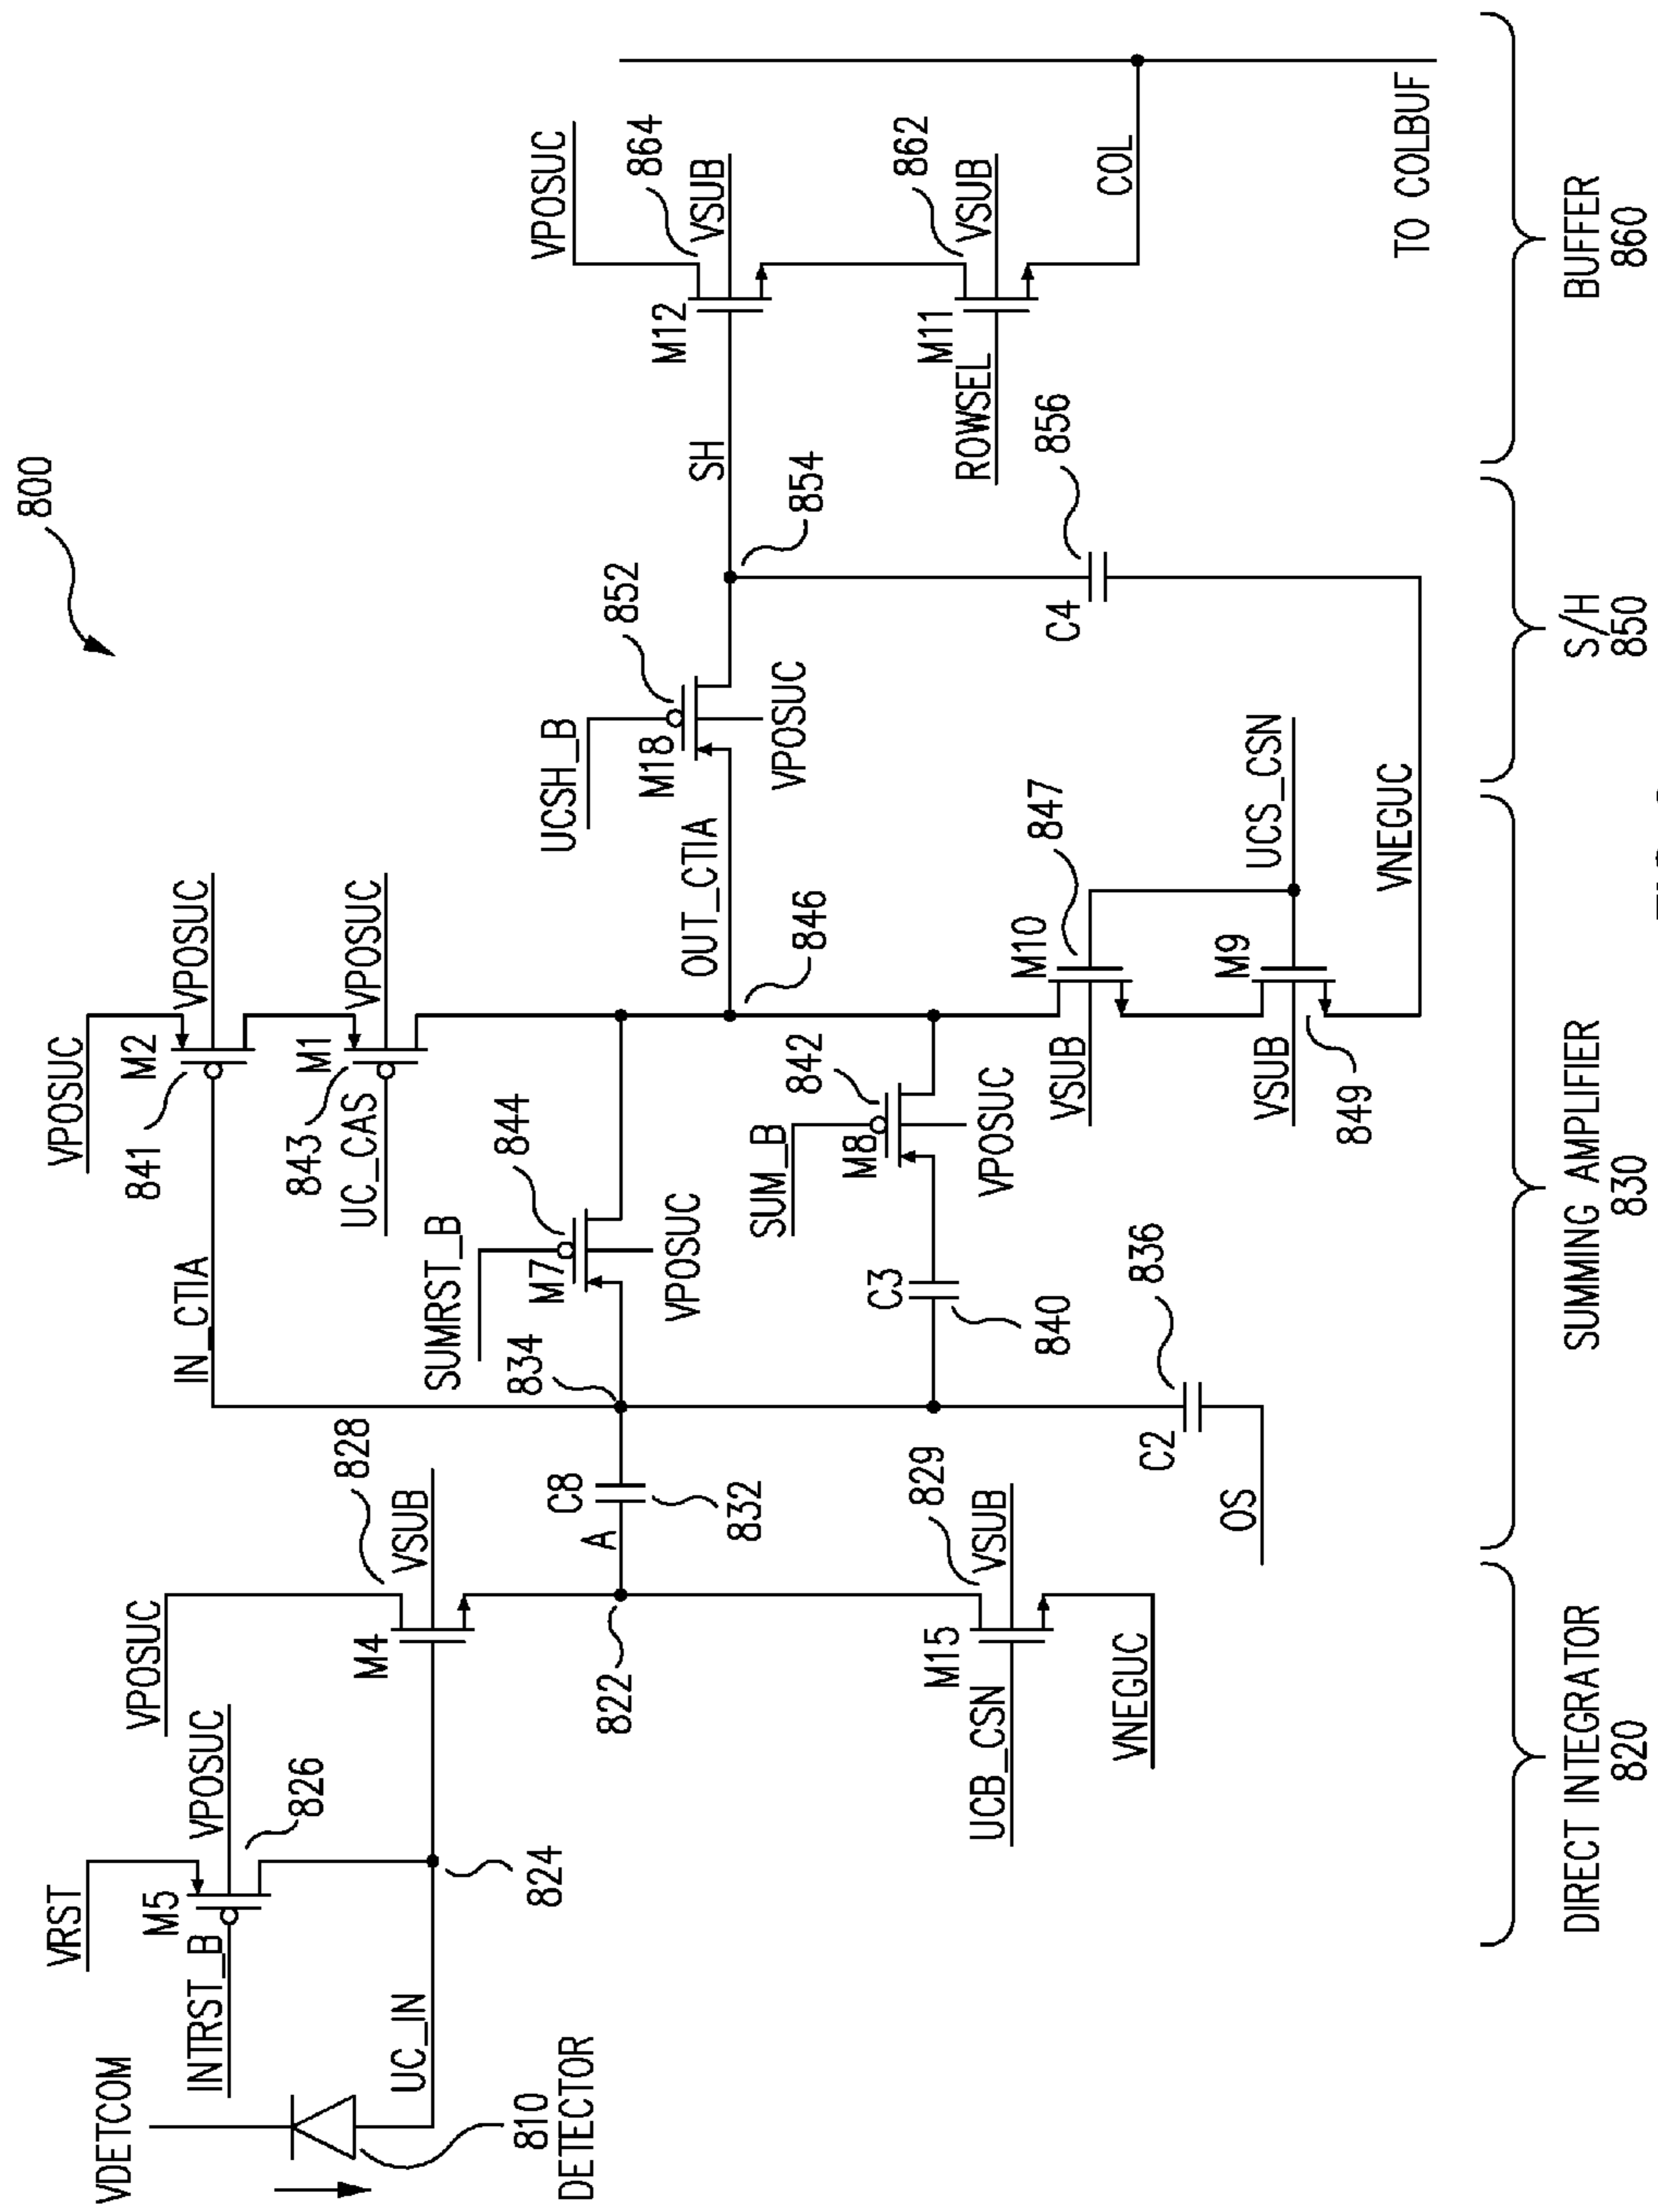 800
VDETCOM
810
DETECTOR
UC_IN
VRST
M5
INTRST_B
VPOSUC
826
824
VPOSUC
M4
VSUB
828
822
A
M15
UCB_CSN
VSUB
829
VNEGUC
C8
832
834
IN_CTIA
VPOSUC
M2
VPOSUC
841
M1
VPOSUC
843
UC_CAS
SUMRST_B
M7
844
VPOSUC
SUM_B
M8
842
VPOSUC
C3
840
C2
836
OS
OUT_CTIA
846
M10
847
VSUB
M9
VSUB
849
UCS_CSN
VNEGUC
UCSH_B
M18
852
VPOSUC
854
C4
856
SH
VPOSUC
M12
864
VSUB
M11
862
VSUB
ROWSEL
COL
TO COLBUF
DIRECT INTEGRATOR
820
SUMMING AMPLIFIER
830
S/H
850
BUFFER
860